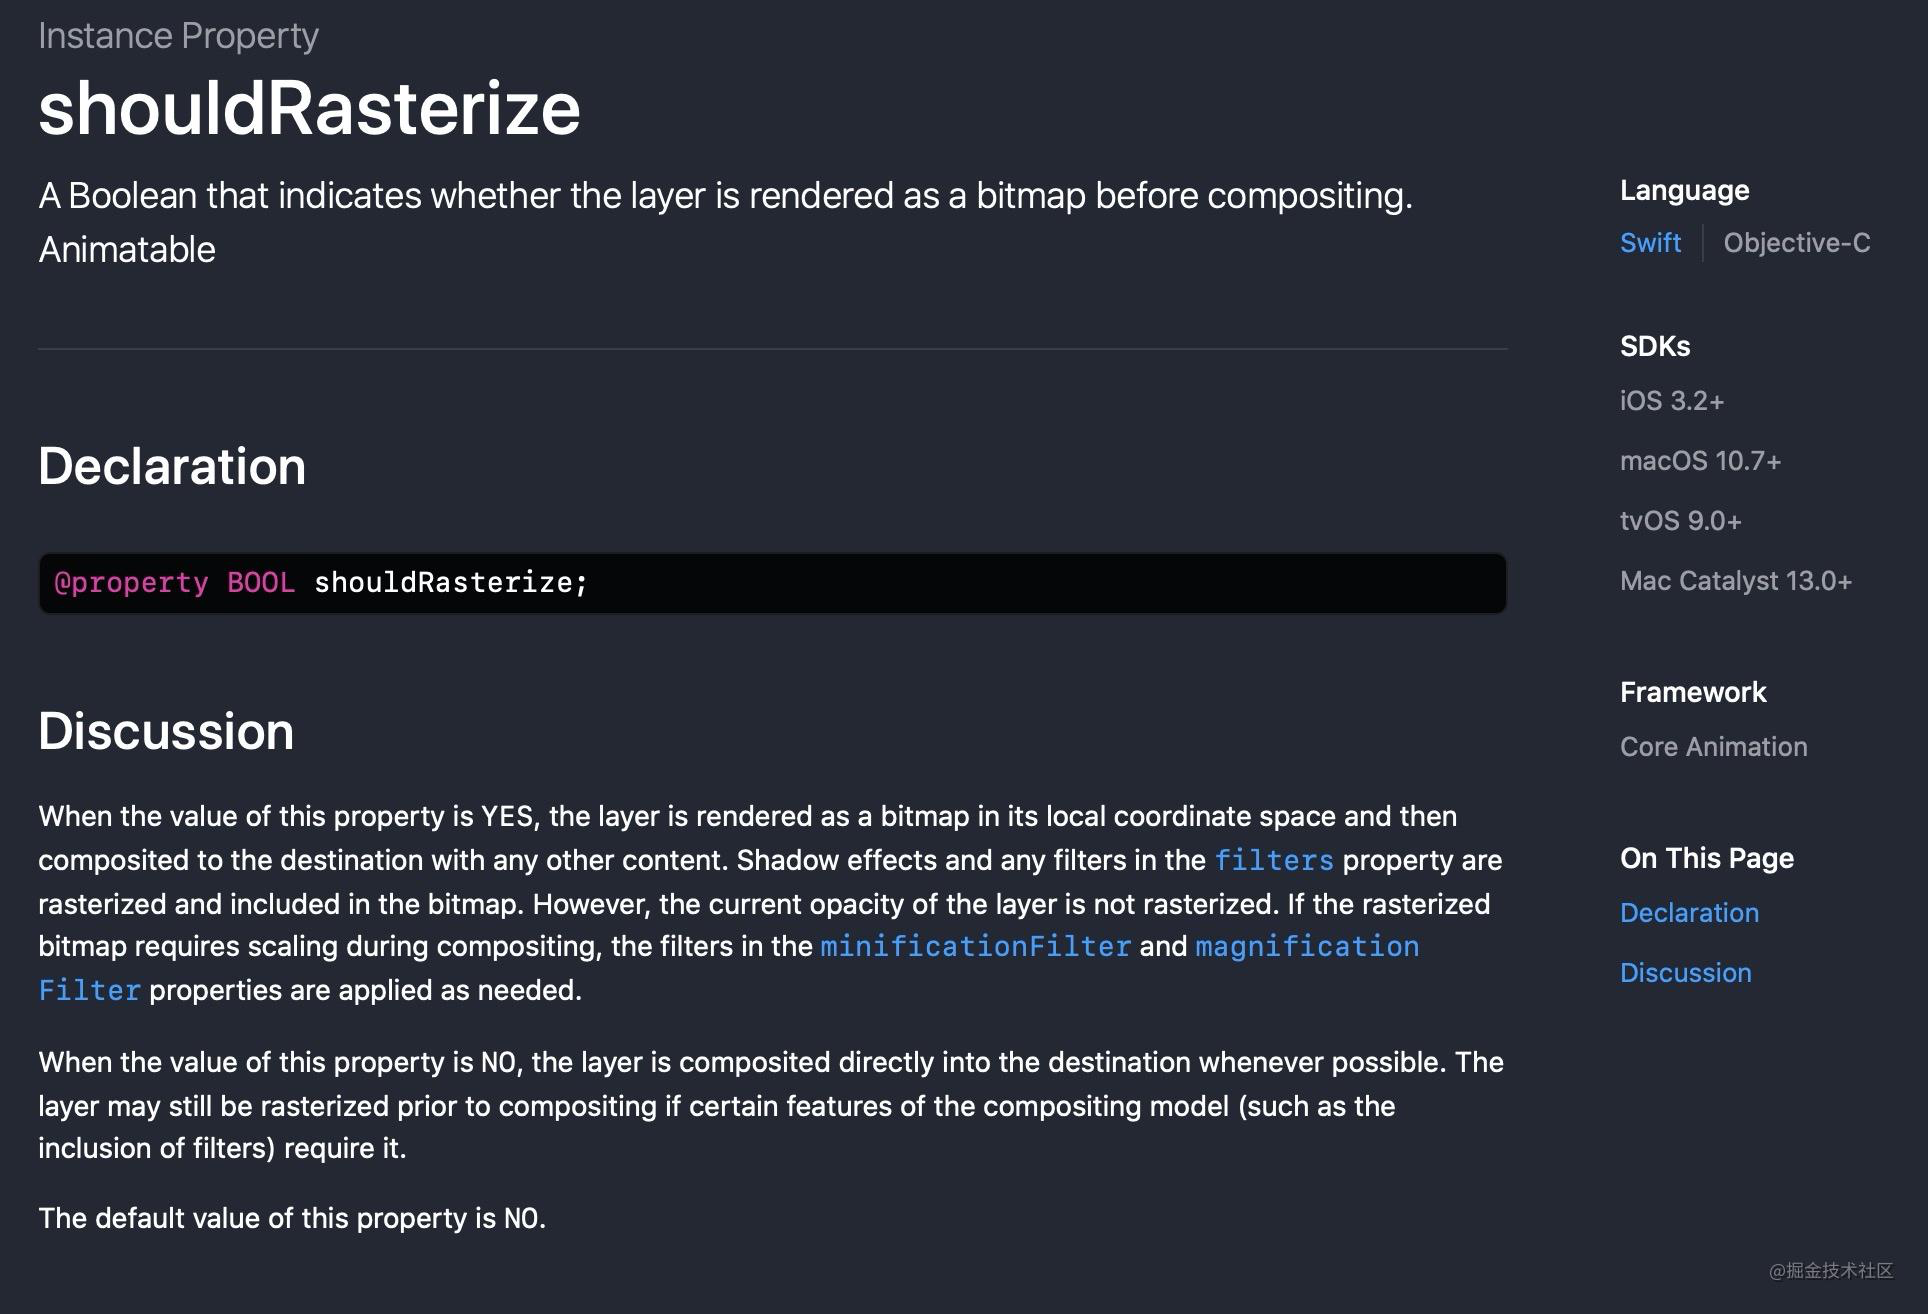 Instance Property
shouldRasterize
A Boolean that indicates whether the layer is rendered as a bitmap before compositing.
Animatable
Declaration
@property BOOL shouldRasterize;
Discussion
When the value of this property is YES, the layer is rendered as a bitmap in its local coordinate space and then
composited to the destination with any other content. Shadow effects and any filters in the filters property are
rasterized and included in the bitmap. However, the current opacity of the layer is not rasterized. If the rasterized
bitmap requires scaling during compositing, the filters in the minificationFilter and magnification
Filter properties are applied as needed.
When the value of this property is NO, the layer is composited directly into the destination whenever possible. The
layer may still be rasterized prior to compositing if certain features of the compositing model (such as the
inclusion of filters) require it.
The default value of this property is NO.
Language
Swift
Objective-C
SDKs
iOS 3.2+
macOS 10.7+
tvOS 9.0+
Mac Catalyst 13.0+
Framework
Core Animation
On This Page
Declaration
Discussion
@掘金技术社区